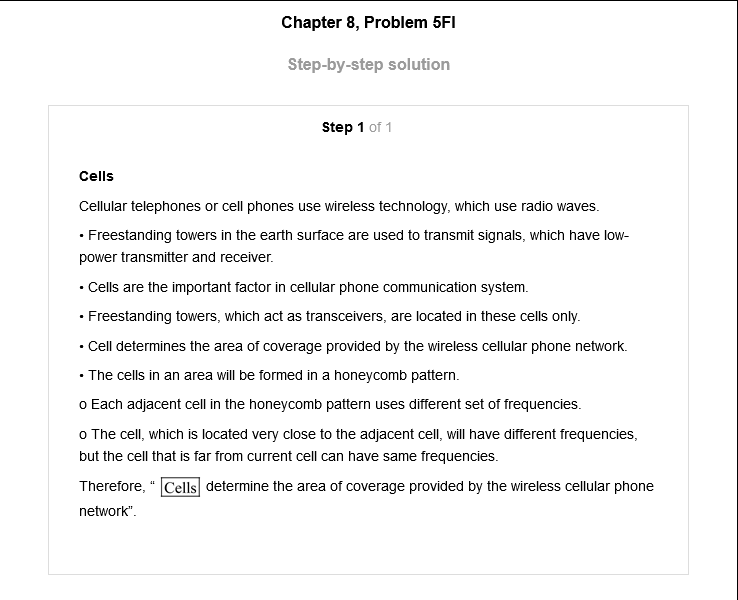 Chapter 8, Problem 5FI
Step-by-step solution
Step 1 of 1
Cells
Cellular telephones or cell phones use wireless technology, which use radio waves.
• Freestanding towers in the earth surface are used to transmit signals, which have low-
power transmitter and receiver.
• Cells are the important factor in cellular phone communication system.
• Freestanding towers, which act as transceivers, are located in these cells only.
• Cell determines the area of coverage provided by the wireless cellular phone network.
• The cells in an area will be formed in a honeycomb pattern.
o Each adjacent cell in the honeycomb pattern uses different set of frequencies.
o The cell, which is located very close to the adjacent cell, will have different frequencies,
but the cell that is far from current cell can have same frequencies.
Therefore, “ Cells determine the area of coverage provided by the wireless cellular phone
network”.